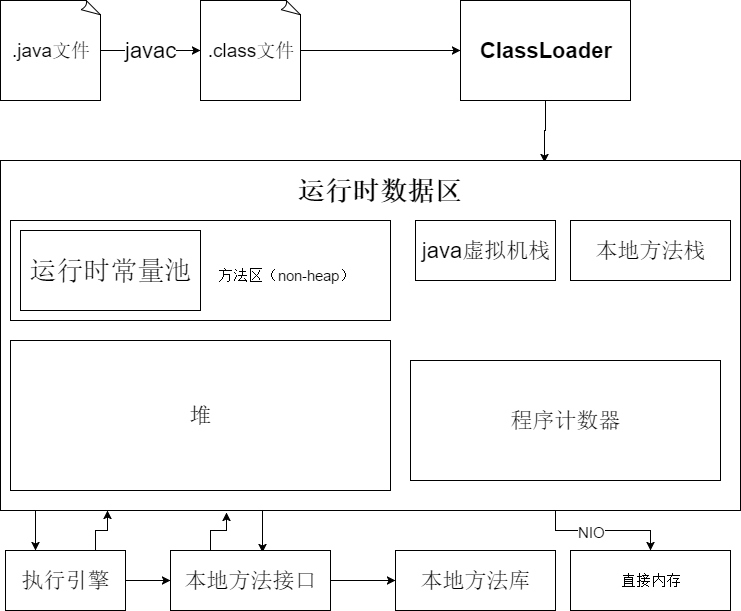 .java文件
javac
.class文件
ClassLoader
运行时数据区
运行时常量池
方法区（non-heap）
java虚拟机栈
本地方法栈
堆
程序计数器
NIO
执行引擎
本地方法接口
本地方法库
直接内存